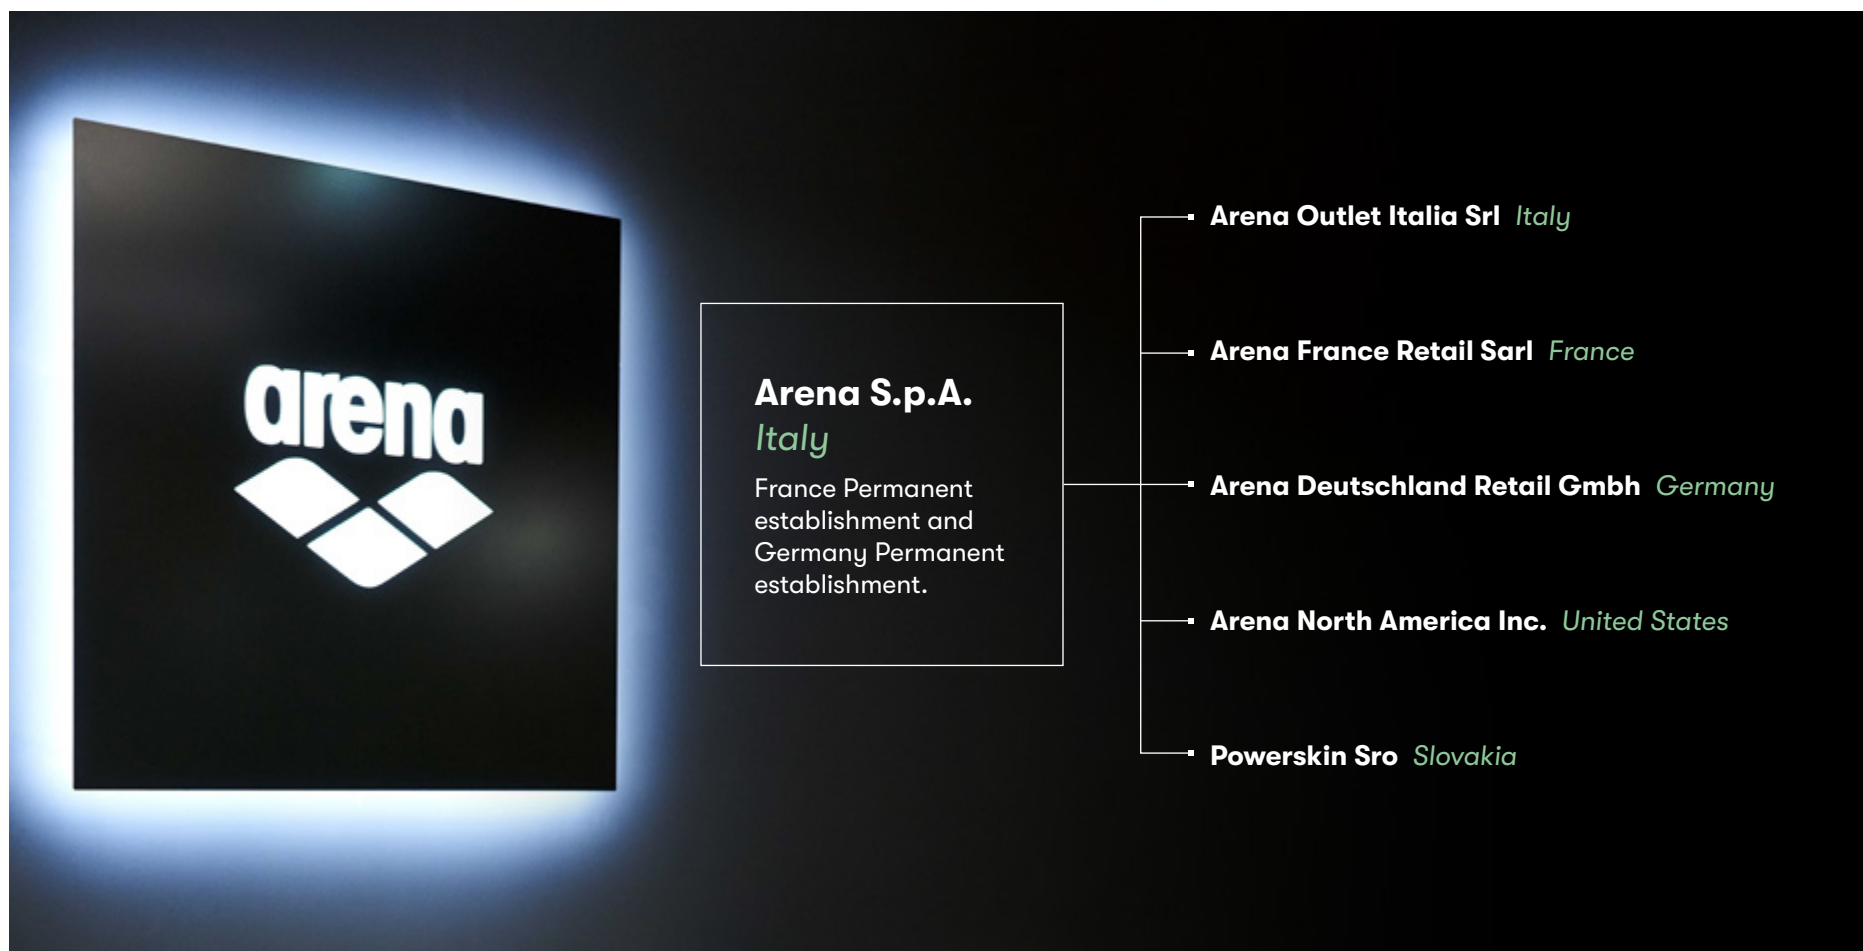 arena
Arena S.p.A.
Italy
France Permanent
establishment and
Germany Permanent
establishment.
Arena Outlet Italia Srl Italy
Arena France Retail Sarl France
Arena Deutschland Retail Gmbh Germany
Arena North America Inc. United States
Powerskin Sro Slovakia